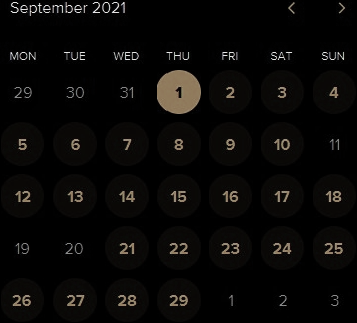 September 2021
MON TUE WED THU FRI SAT SUN
29 30 31 1 2 3 4
5 6 7 8 9 10 11
12 13 14 15 16 17 18
19 20 21 22 23 24 25
26 27 28 29 1 2 3